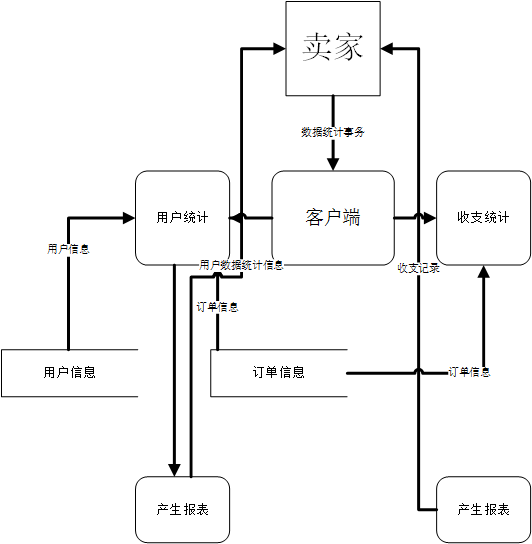 卖家
数据统计事务
用户统计
客户端
收支统计
用户信息
用户数据统计信息
收支记录
订单信息
用户信息
订单信息
订单信息
产生报表
产生报表